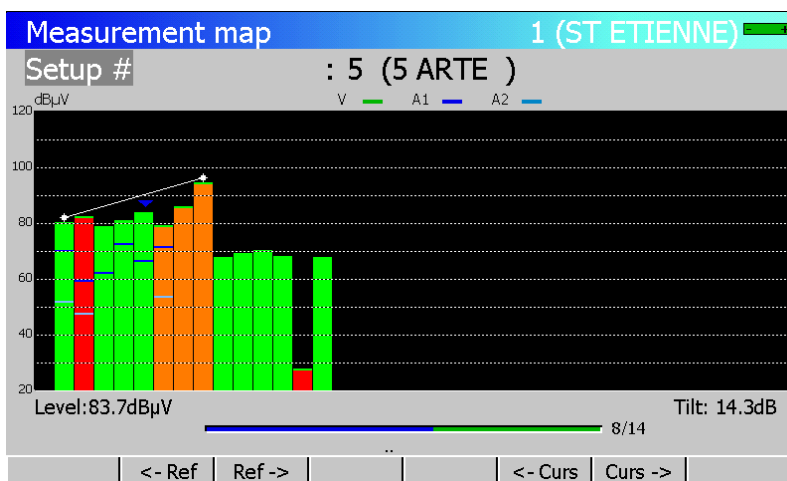 Measurement map 1 (ST ETIENNE)
Setup # : 5 (5 ARTE )
dBµV V A1 A2
120
100
80
60
40
20
Level:83.7dBµV Tilt: 14.3dB
8/14
..
<- Ref Ref -> <- Curs Curs ->